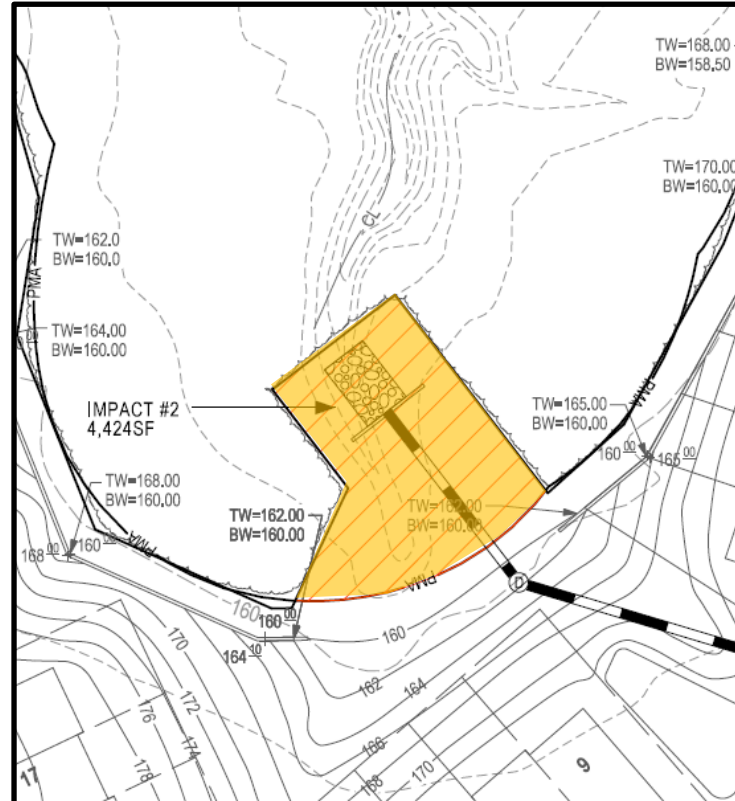 TW=168.00
BW=158.50
TW=170.00
BW=160.00
CL
TW=162.0
BW=160.0
PMA
TW=164.00
BW=160.00
IMPACT #2
4,424SF
TW=165.00
BW=160.00
PMA
160 00
165 00
TW=168.00
BW=160.00
TW=162.00
BW=160.00
TW=162.00
BW=160.00
168 00
160 00
PMA
PMA
D
160
160 00
160
164 10
170
172
174
176
178
162
164
166
168
170
17
9